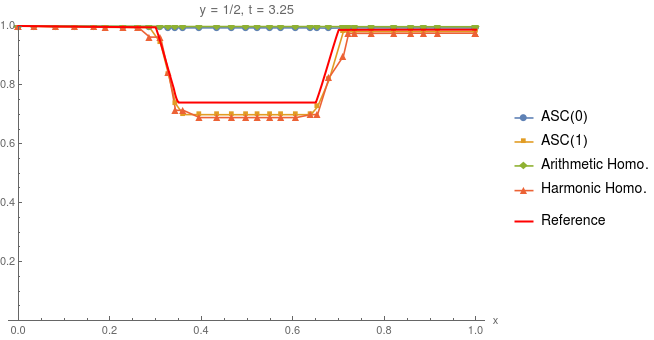 y = 1/2, t = 3.25
1.0
0.8
0.6
0.4
0.2
0.0 0.2 0.4 0.6 0.8 1.0 x
ASC(0)
ASC(1)
Arithmetic Homo.
Harmonic Homo.
Reference